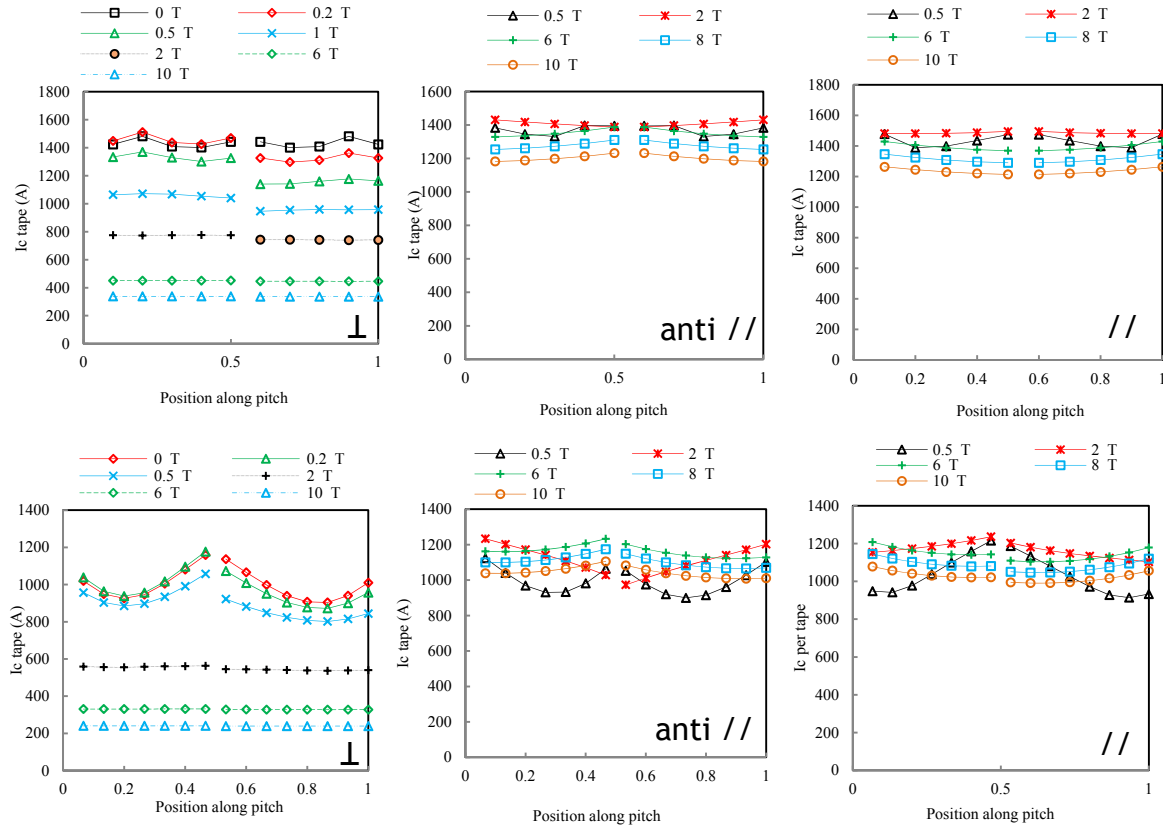 0 T 0.2 T
0.5 T 1 T
2 T 6 T
10 T
1800
1600
1400
1200
1000
800
600
400
200
0
0 0.5 1
Ic tape (A)
Position along pitch
⊥
0.5 T 2 T
6 T 8 T
10 T
1600
1400
1200
1000
800
600
400
200
0
0 0.5 1
Ic tape (A)
Position along pitch
anti //
0.5 T 2 T
6 T 8 T
10 T
1800
1600
1400
1200
1000
800
600
400
200
0
0 0.2 0.4 0.6 0.8 1
Ic tape (A)
Position along pitch
//
0 T 0.2 T
0.5 T 2 T
6 T 10 T
1400
1200
1000
800
600
400
200
0
0 0.2 0.4 0.6 0.8 1
Ic tape (A)
Position along pitch
⊥
0.5 T 2 T
6 T 8 T
10 T
1400
1200
1000
800
600
400
200
0
0 0.2 0.4 0.6 0.8 1
Ic tape (A)
Position along pitch
anti //
0.5 T 2 T
6 T 8 T
10 T
1400
1200
1000
800
600
400
200
0
0 0.5 1
Ic per tape
Position along pitch
//